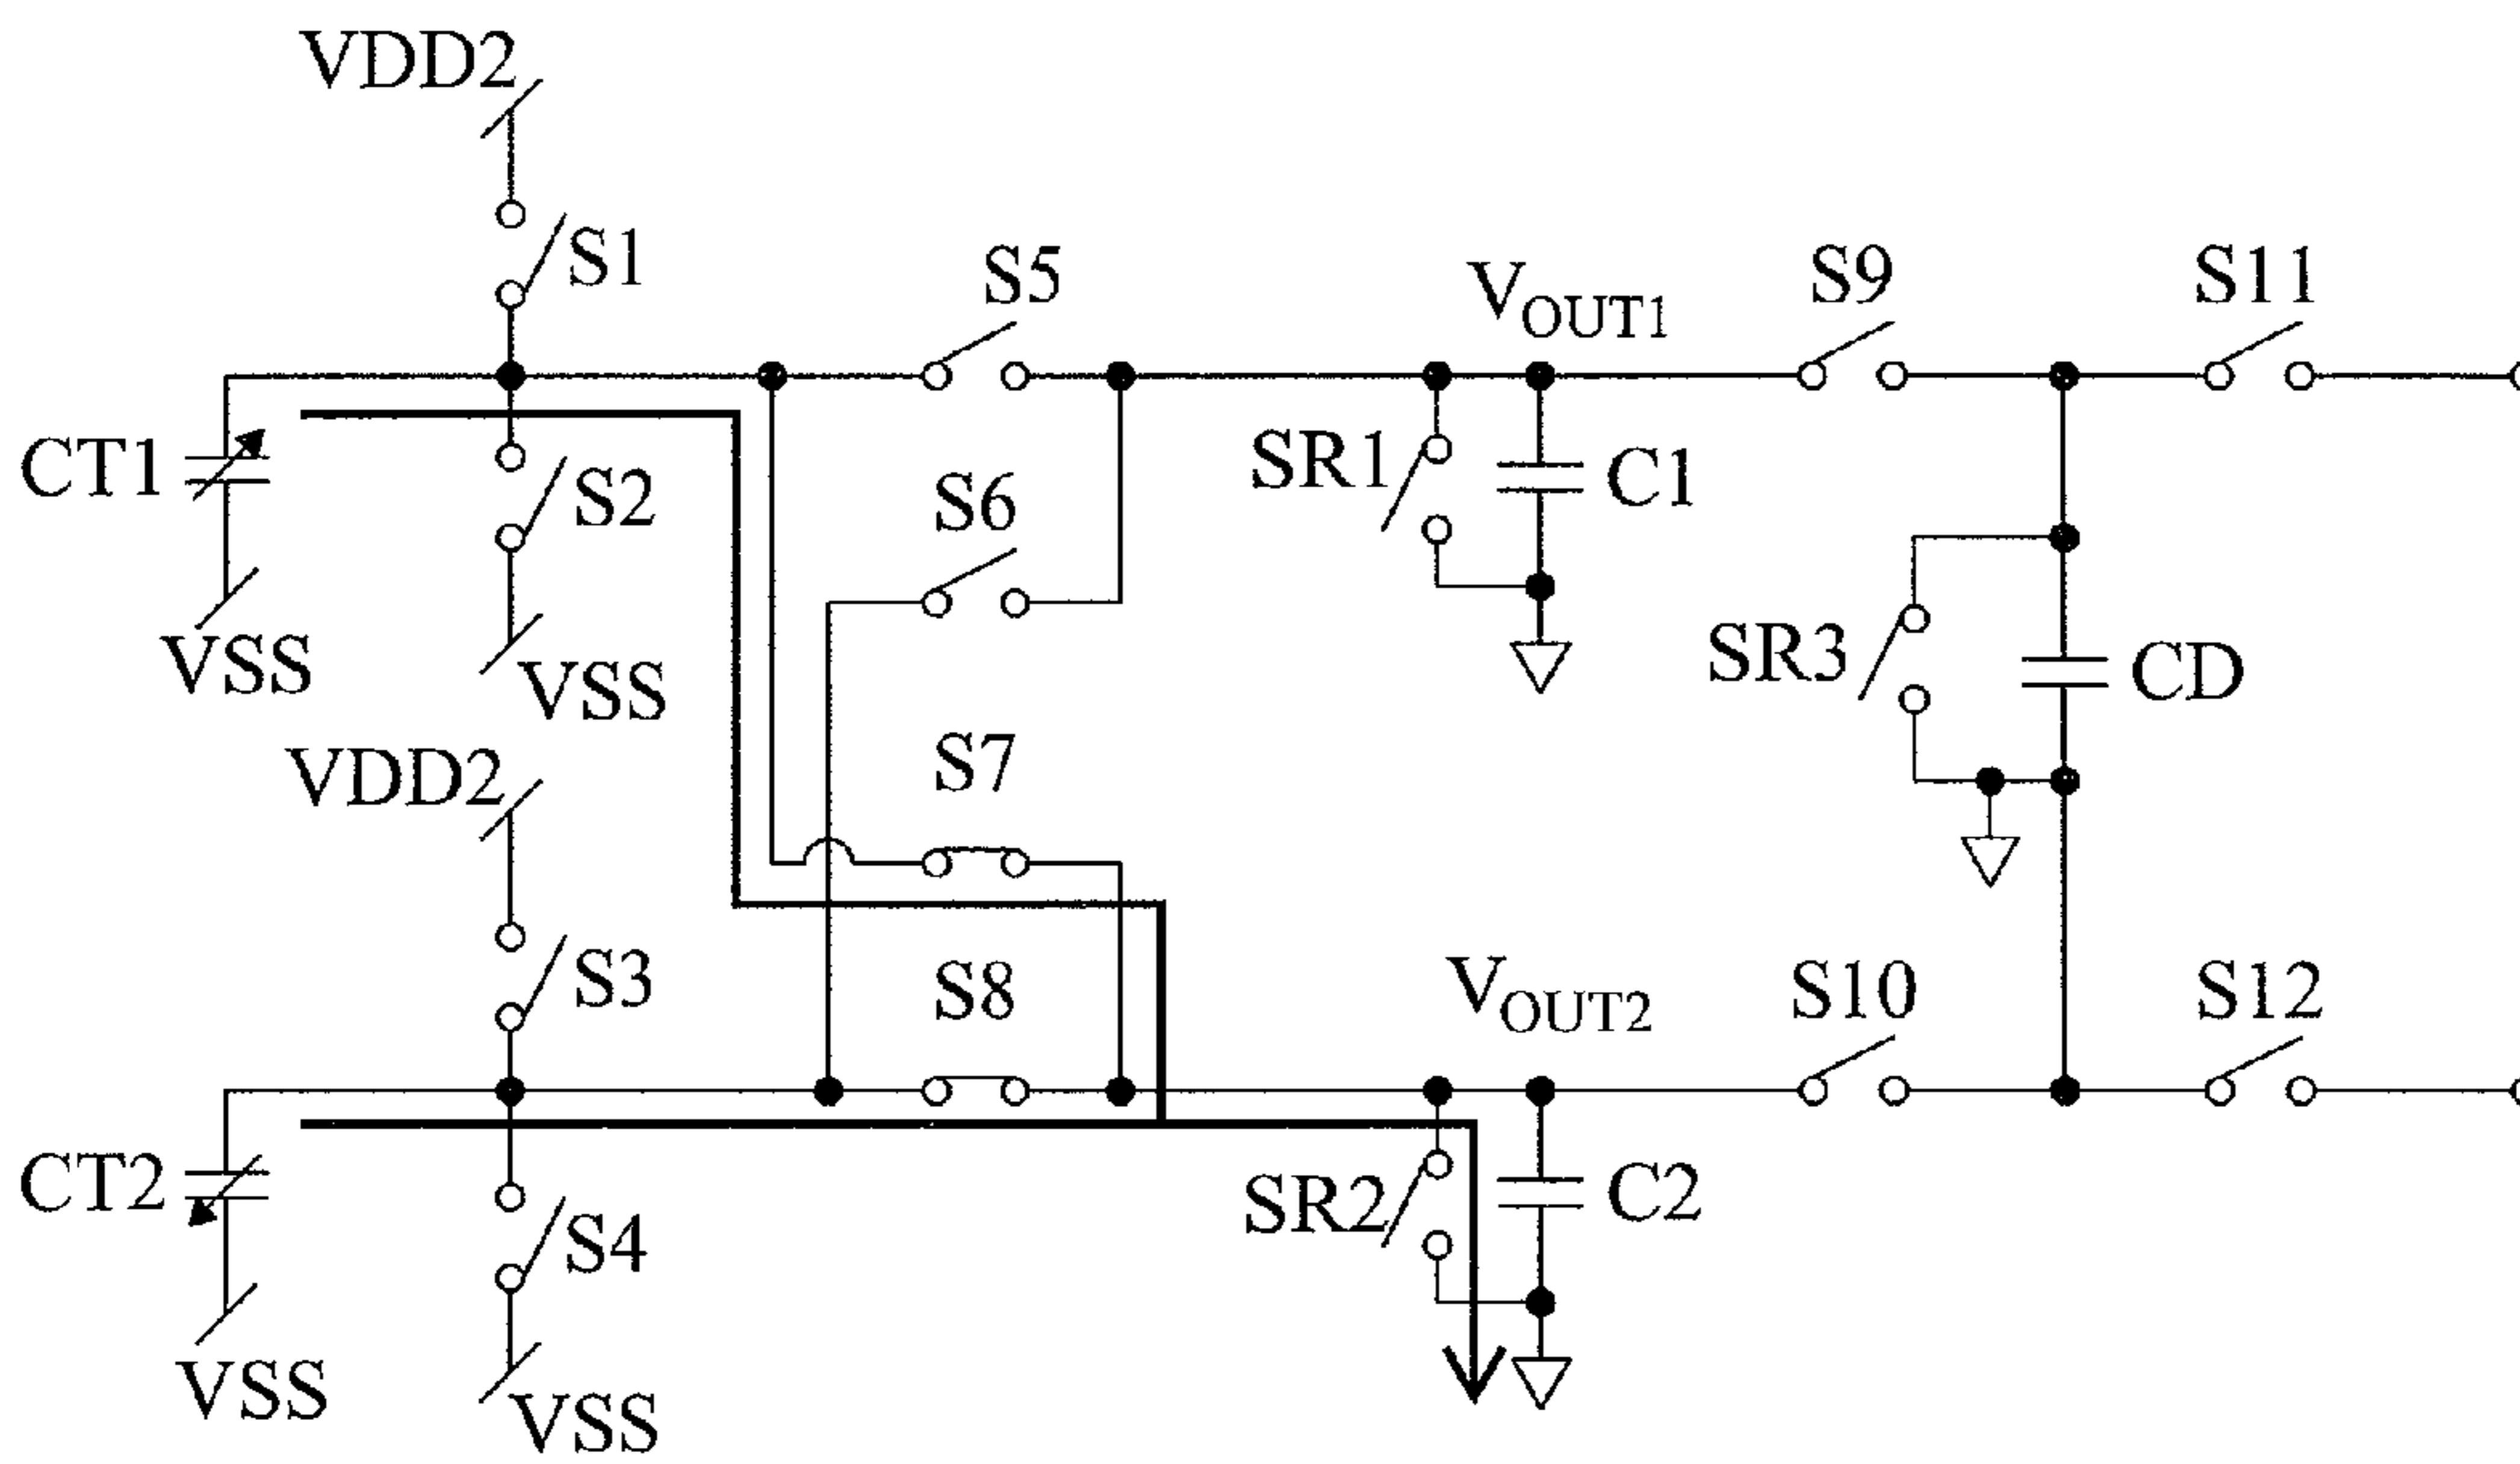 VDD2
S1
S5
VOUT1
S9
S11
CT1
S2
S6
SR1
C1
VSS
VSS
SR3
CD
VDD2
S7
S3
S8
VOUT2
S10
S12
CT2
S4
SR2
C2
VSS
VSS